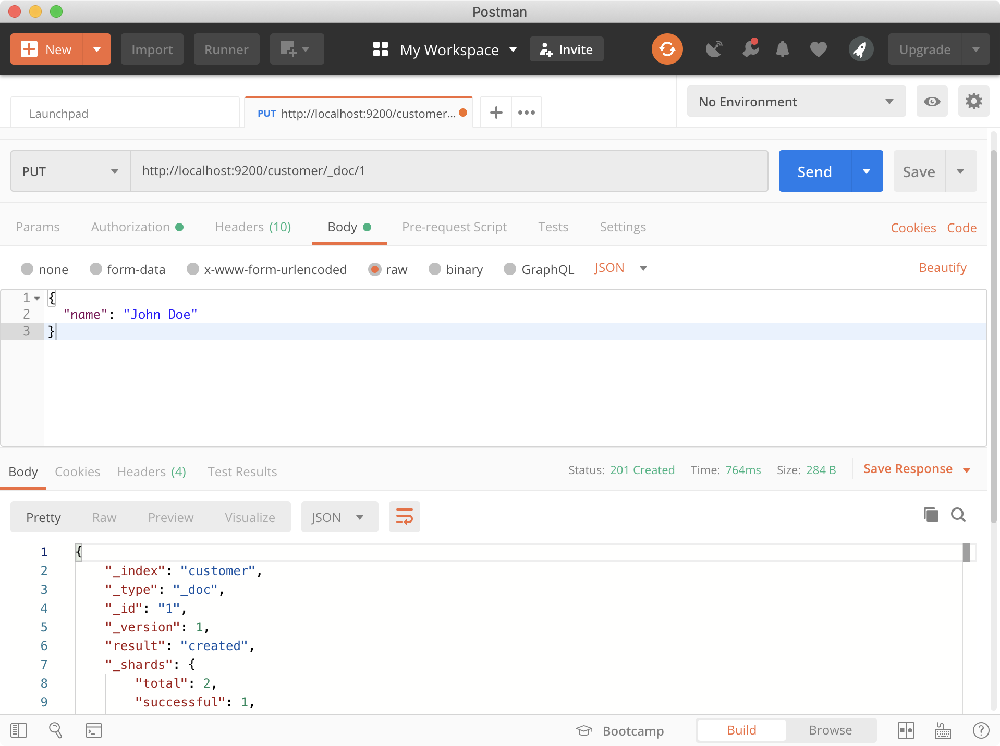 Postman
New Import Runner My Workspace Invite Upgrade
Launchpad PUT http://localhost:9200/customer... No Environment
PUT http://localhost:9200/customer/_doc/1 Send Save
Params Authorization Headers (10) Body Pre-request Script Tests Settings Cookies Code
none form-data x-www-form-urlencoded raw binary GraphQL JSON Beautify
1 {
2 "name": "John Doe"
3 }
Body Cookies Headers (4) Test Results Status: 201 Created Time: 764ms Size: 284 B Save Response
Pretty Raw Preview Visualize JSON
1 {
2 "_index": "customer",
3 "_type": "_doc",
4 "_id": "1",
5 "_version": 1,
6 "result": "created",
7 "_shards": {
8 "total": 2,
9 "successful": 1,
Bootcamp Build Browse